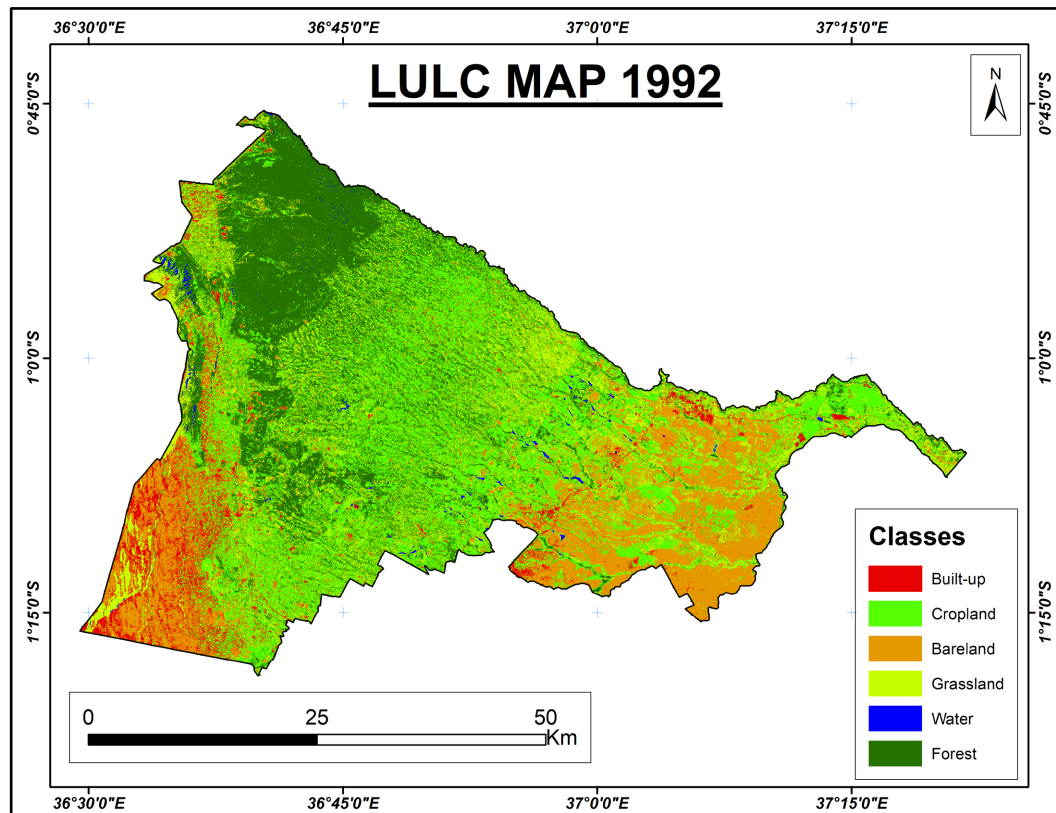 36°30'0"E 36°45'0"E 37°0'0"E 37°15'0"E
LULC MAP 1992
N
0°45'0"S 0°45'0"S
1°0'0"S 1°0'0"S
1°15'0"S 1°15'0"S
Classes
Built-up
Cropland
Bareland
Grassland
Water
Forest
0 25 50
Km
36°30'0"E 36°45'0"E 37°0'0"E 37°15'0"E